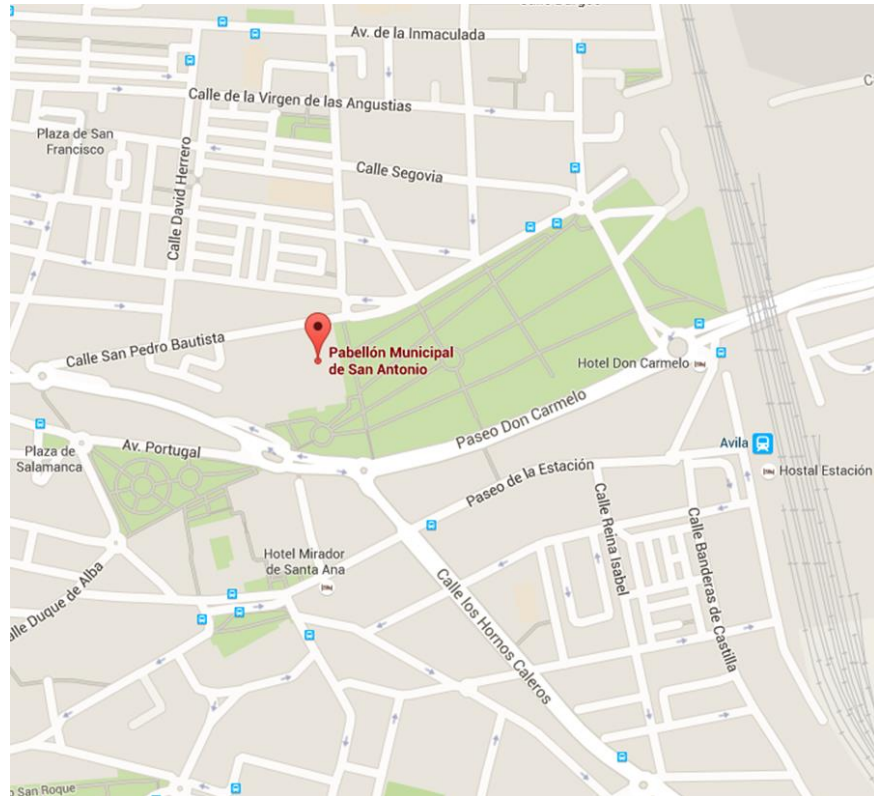 Av. de la Inmaculada
Calle de la Virgen de las Angustias
Plaza de San
Francisco
Calle David Herrero
Calle Segovia
Calle San Pedro Bautista
Pabellón Municipal
de San Antonio
Hotel Don Carmelo
Paseo Don Carmelo
Av. Portugal
Plaza de
Salamanca
Avila
Paseo de la Estación
Hostal Estación
Calle Reina Isabel
Calle Banderas de Castilla
Hotel Mirador
de Santa Ana
alle Duque de Alba
Calle los Hornos Caleros
San Roque